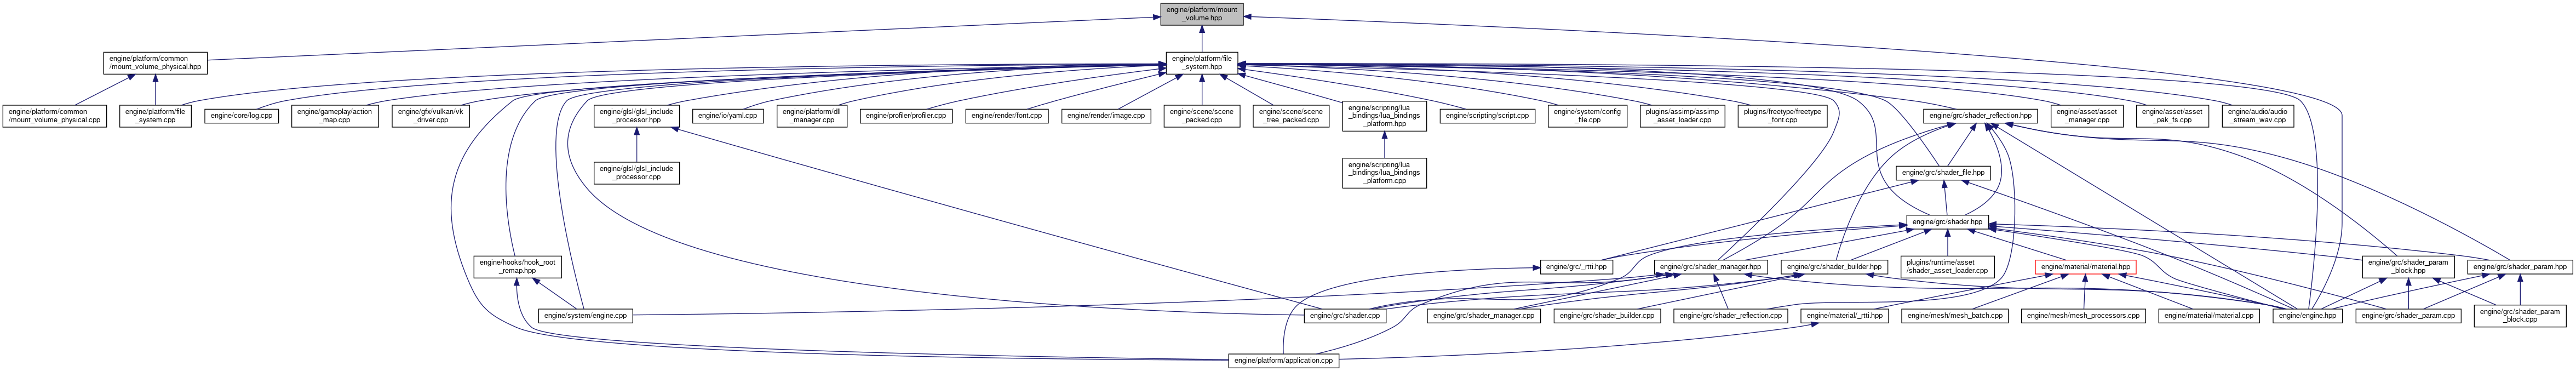 engine/platform/mount
_volume.hpp
engine/platform/common
/mount_volume_physical.hpp
engine/platform/file
_system.hpp
engine/platform/common
/mount_volume_physical.cpp
engine/platform/file
_system.cpp
engine/core/log.cpp
engine/gameplay/action
_map.cpp
engine/gfx/vulkan/vk
_driver.cpp
engine/glsl/glsl_include
_processor.hpp
engine/io/yaml.cpp
engine/platform/dll
_manager.cpp
engine/profiler/profiler.cpp
engine/render/font.cpp
engine/render/image.cpp
engine/scene/scene
_packed.cpp
engine/scene/scene
_tree_packed.cpp
engine/scripting/lua
_bindings/lua_bindings
_platform.hpp
engine/scripting/script.cpp
engine/system/config
_file.cpp
plugins/assimp/assimp
_asset_loader.cpp
plugins/freetype/freetype
_font.cpp
engine/grc/shader_reflection.hpp
engine/asset/asset
_manager.cpp
engine/asset/asset
_pak_fs.cpp
engine/audio/audio
_stream_wav.cpp
engine/glsl/glsl_include
_processor.cpp
engine/scripting/lua
_bindings/lua_bindings
_platform.cpp
engine/grc/shader_file.hpp
engine/grc/shader.hpp
engine/hooks/hook_root
_remap.hpp
engine/grc/_rtti.hpp
engine/grc/shader_manager.hpp
engine/grc/shader_builder.hpp
plugins/runtime/asset
/shader_asset_loader.cpp
engine/material/material.hpp
engine/grc/shader_param
_block.hpp
engine/grc/shader_param.hpp
engine/system/engine.cpp
engine/grc/shader.cpp
engine/grc/shader_manager.cpp
engine/grc/shader_builder.cpp
engine/grc/shader_reflection.cpp
engine/material/_rtti.hpp
engine/mesh/mesh_batch.cpp
engine/mesh/mesh_processors.cpp
engine/material/material.cpp
engine/engine.hpp
engine/grc/shader_param.cpp
engine/grc/shader_param
_block.cpp
engine/platform/application.cpp